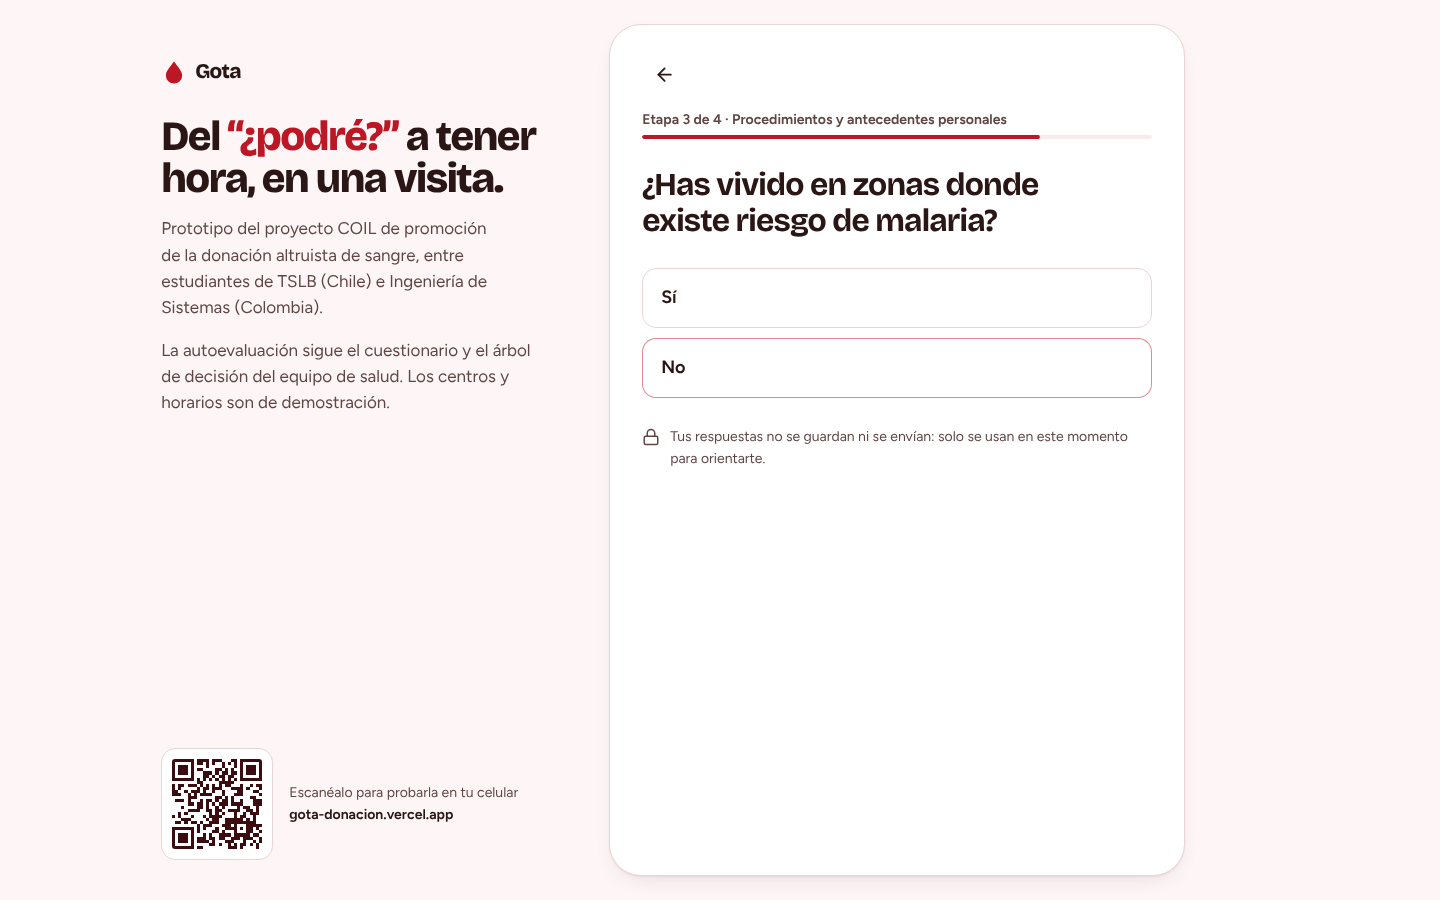 Gota
Del “¿podré?” a tener
hora, en una visita.
Prototipo del proyecto COIL de promoción
de la donación altruista de sangre, entre
estudiantes de TSLB (Chile) e Ingeniería de
Sistemas (Colombia).
La autoevaluación sigue el cuestionario y el árbol
de decisión del equipo de salud. Los centros y
horarios son de demostración.
Escanéalo para probarla en tu celular
gota-donacion.vercel.app
Etapa 3 de 4 · Procedimientos y antecedentes personales
¿Has vivido en zonas donde
existe riesgo de malaria?
Sí
No
Tus respuestas no se guardan ni se envían: solo se usan en este momento
para orientarte.